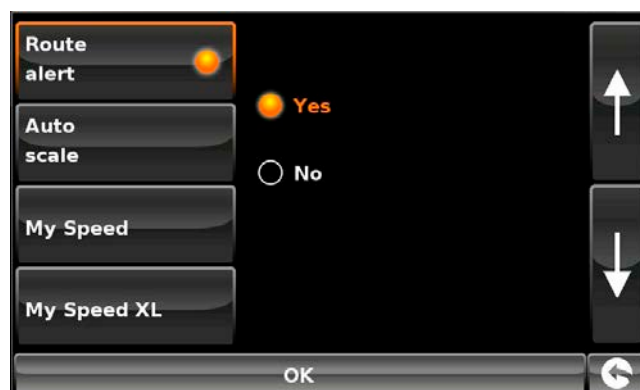 Route
alert
Auto
scale
My Speed
My Speed XL
Yes
No
OK